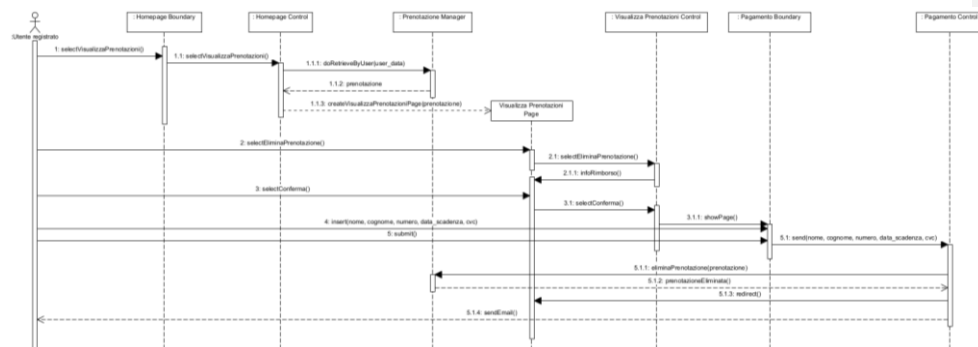 Homepage Boundary
Homepage Control
Prenotazione Manager
Visualizza Prenotazioni Control
Pagamento Boundary
Pagamento Control
:Utente registrato
1: selectVisualizzaPrenotazioni()
1.1: selectVisualizzaPrenotazioni()
1.1.1: doRetrieveByUser(user_data)
1.1.2: prenotazione
1.1.3: createVisualizzaPrenotazioniPage(prenotazione)
Visualizza Prenotazioni
Page
2: selectEliminaPrenotazione()
2.1: selectEliminaPrenotazione()
2.1.1: infoRimborso()
3: selectConferma()
3.1: selectConferma()
3.1.1: showPage()
4: insert(nome, cognome, numero, data_scadenza, cvc)
5: submit()
5.1: send(nome, cognome, numero, data_scadenza, cvc)
5.1.1: eliminaPrenotazione(prenotazione)
5.1.2: prenotazioneEliminata()
5.1.3: redirect()
5.1.4: sendEmail()